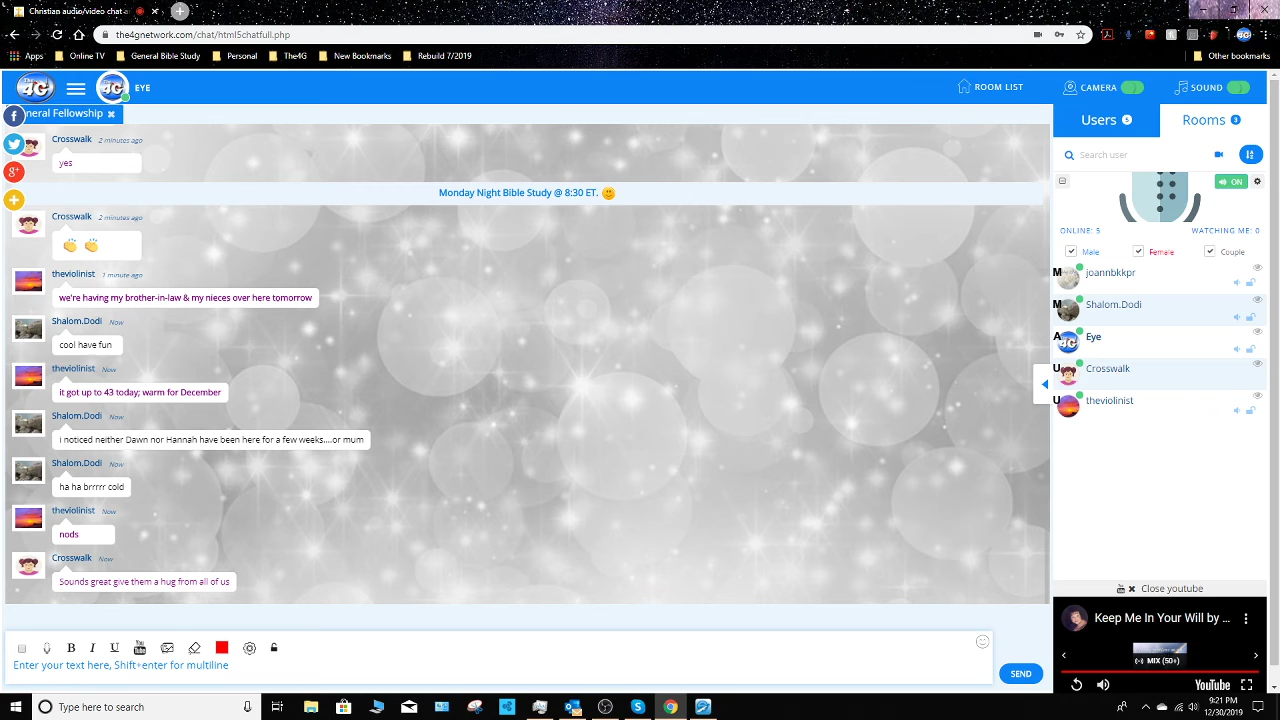 Christian audio/video chat a
the4gnetwork.com/chat/html5chatfull.php
Apps
Online TV
General Bible Study
Personal
The4G
New Bookmarks
Rebuild 7/2019
Other bookmarks
4G
EYE
ROOM LIST
CAMERA
SOUND
neral Fellowship
Users 5
Rooms 3
Crosswalk 2 minutes ago
yes
Search user
Monday Night Bible Study @ 8:30 ET.
ON
Crosswalk 2 minutes ago
ONLINE: 5
WATCHING ME: 0
Male
Female
Couple
theviolinist 1 minute ago
we're having my brother-in-law & my nieces over here tomorrow
Shalom.Dodi Now
cool have fun
theviolinist Now
it got up to 43 today; warm for December
Shalom.Dodi Now
i noticed neither Dawn nor Hannah have been here for a few weeks....or mum
Shalom.Dodi Now
ha ha brrrrr cold
theviolinist Now
nods
Crosswalk Now
Sounds great give them a hug from all of us
M joannbkkpr
M Shalom.Dodi
A Eye
U Crosswalk
U theviolinist
Close youtube
Keep Me In Your Will by ...
MIX (50+)
YouTube
B I U
Enter your text here, Shift+enter for multiline
SEND
Type here to search
9:21 PM
12/30/2019